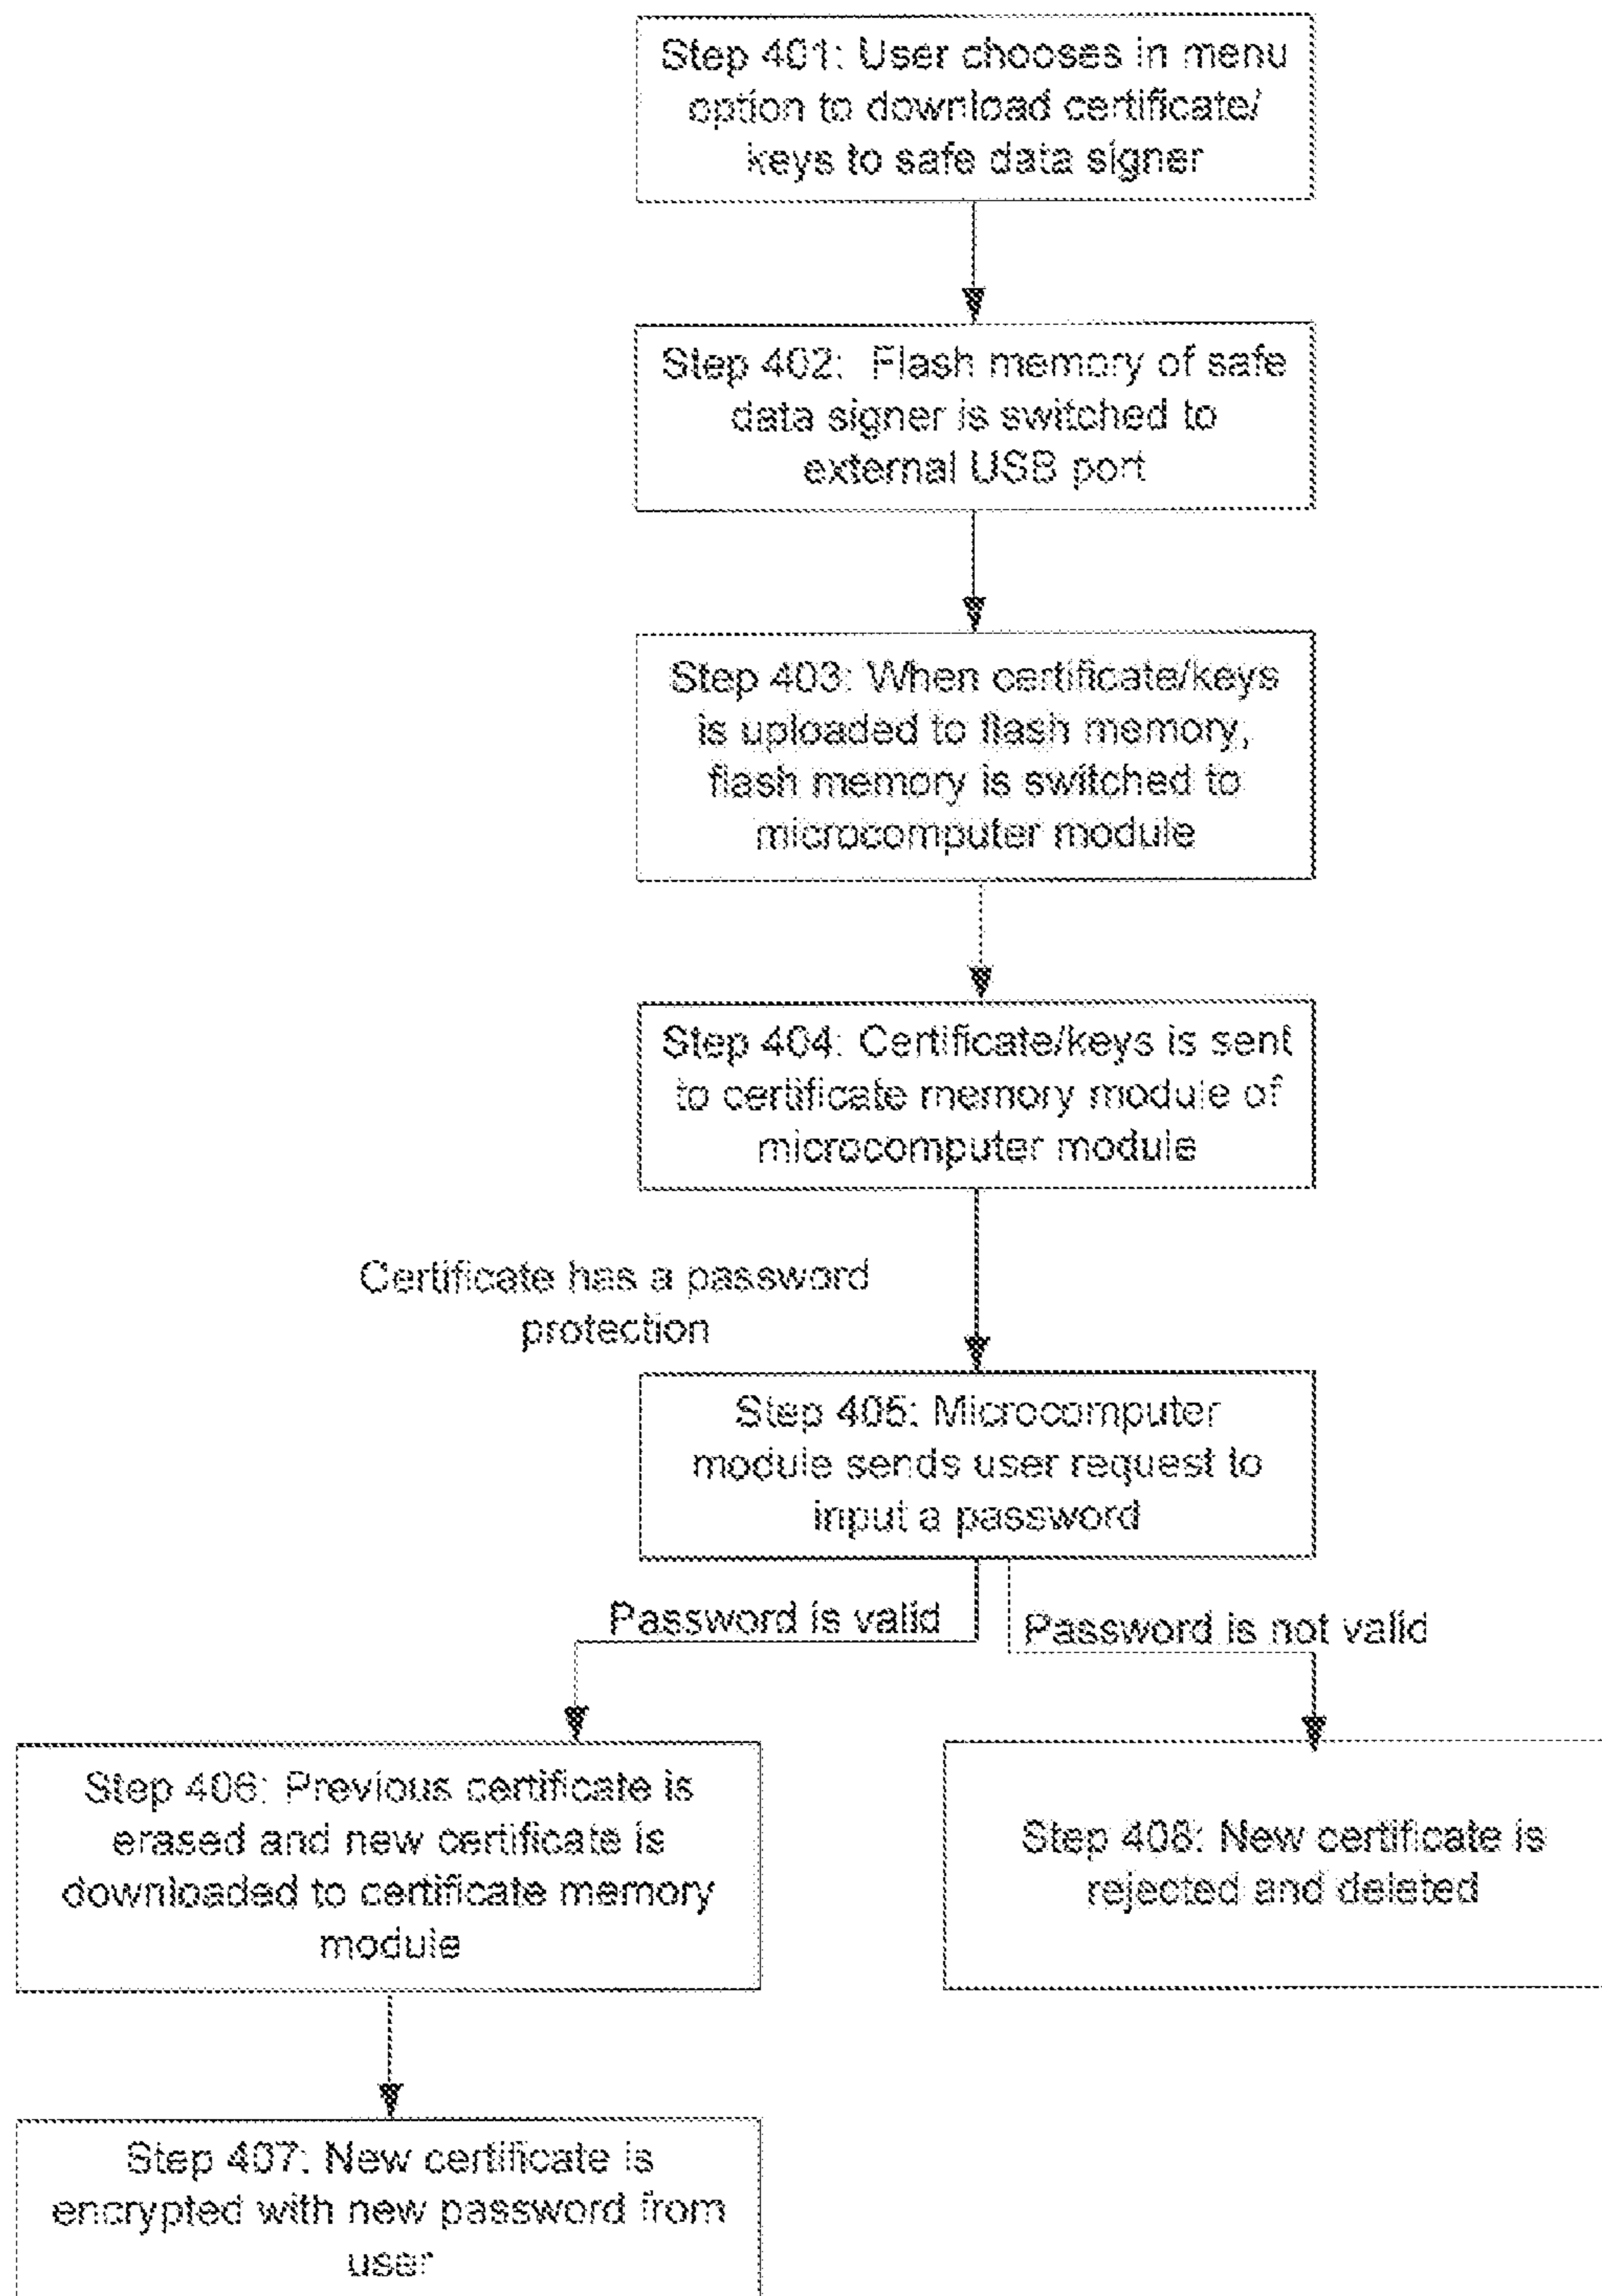 Step 401: User chooses in menu
option to download certificate/
keys to safe data signer
Step 402: Flash memory of safe
data signer is switched to
external USB port
Step 403: When certificate/keys
is uploaded to flash memory,
flash memory is switched to
microcomputer module
Step 404: Certificate/keys is sent
to certificate memory module of
microcomputer module
Certificate has a password
protection
Step 405: Microcomputer
module sends user request to
input a password
Password is valid
Password is not valid
Step 406: Previous certificate is
erased and new certificate is
downloaded to certificate memory
module
Step 408: New certificate is
rejected and deleted
Step 407: New certificate is
encrypted with new password from
user